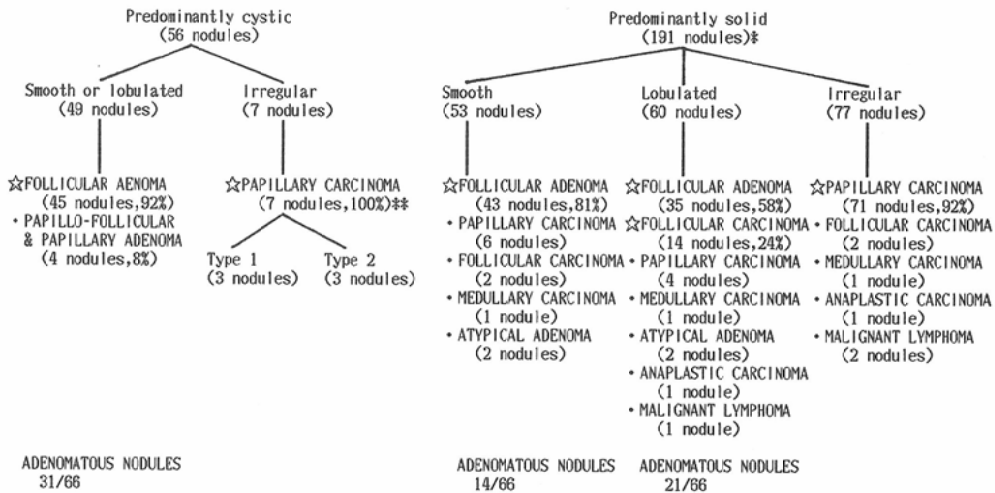 Predominantly cystic
(56 nodules)
Smooth or lobulated
(49 nodules)
☆FOLLICULAR AENOMA
(45 nodules,92%)
・PAPILLO-FOLLICULAR
& PAPILLARY ADENOMA
(4 nodules,8%)
Irregular
(7 nodules)
☆PAPILLARY CARCINOMA
(7 nodules,100%)‡‡
Type 1
(3 nodules)
Type 2
(3 nodules)
ADENOMATOUS NODULES
31/66
Predominantly solid
(191 nodules)‡
Smooth
(53 nodules)
☆FOLLICULAR ADENOMA
(43 nodules,81%)
・PAPILLARY CARCINOMA
(6 nodules)
・FOLLICULAR CARCINOMA
(2 nodules)
・MEDULLARY CARCINOMA
(1 nodule)
・ATYPICAL ADENOMA
(2 nodules)
ADENOMATOUS NODULES
14/66
Lobulated
(60 nodules)
☆FOLLICULAR ADENOMA
(35 nodules,58%)
☆FOLLICULAR CARCINOMA
(14 nodules,24%)
・PAPILLARY CARCINOMA
(4 nodules)
・MEDULLARY CARCINOMA
(1 nodule)
・ATYPICAL ADENOMA
(2 nodules)
・ANAPLASTIC CARCINOMA
(1 nodule)
・MALIGNANT LYMPHOMA
(1 nodule)
ADENOMATOUS NODULES
21/66
Irregular
(77 nodules)
☆PAPILLARY CARCINOMA
(71 nodules,92%)
・FOLLICULAR CARCINOMA
(2 nodules)
・MEDULLARY CARCINOMA
(1 nodule)
・ANAPLASTIC CARCINOMA
(1 nodule)
・MALIGNANT LYMPHOMA
(2 nodules)